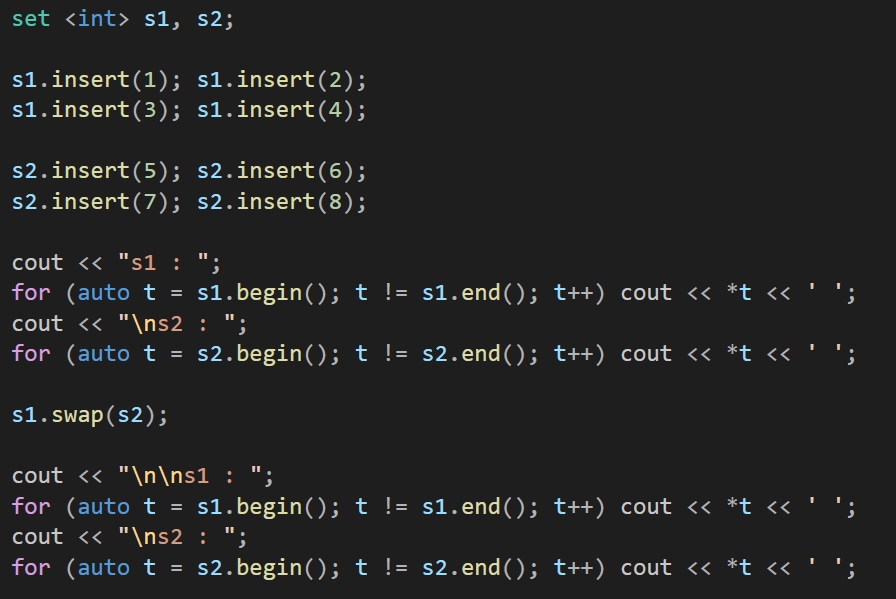 set <int> s1, s2;
s1.insert(1); s1.insert(2);
s1.insert(3); s1.insert(4);
s2.insert(5); s2.insert(6);
s2.insert(7); s2.insert(8);
cout << "s1 : ";
for (auto t = s1.begin(); t != s1.end(); t++) cout << *t << ' ';
cout << "\ns2 : ";
for (auto t = s2.begin(); t != s2.end(); t++) cout << *t << ' ';
s1.swap(s2);
cout << "\n\ns1 : ";
for (auto t = s1.begin(); t != s1.end(); t++) cout << *t << ' ';
cout << "\ns2 : ";
for (auto t = s2.begin(); t != s2.end(); t++) cout << *t << ' ';